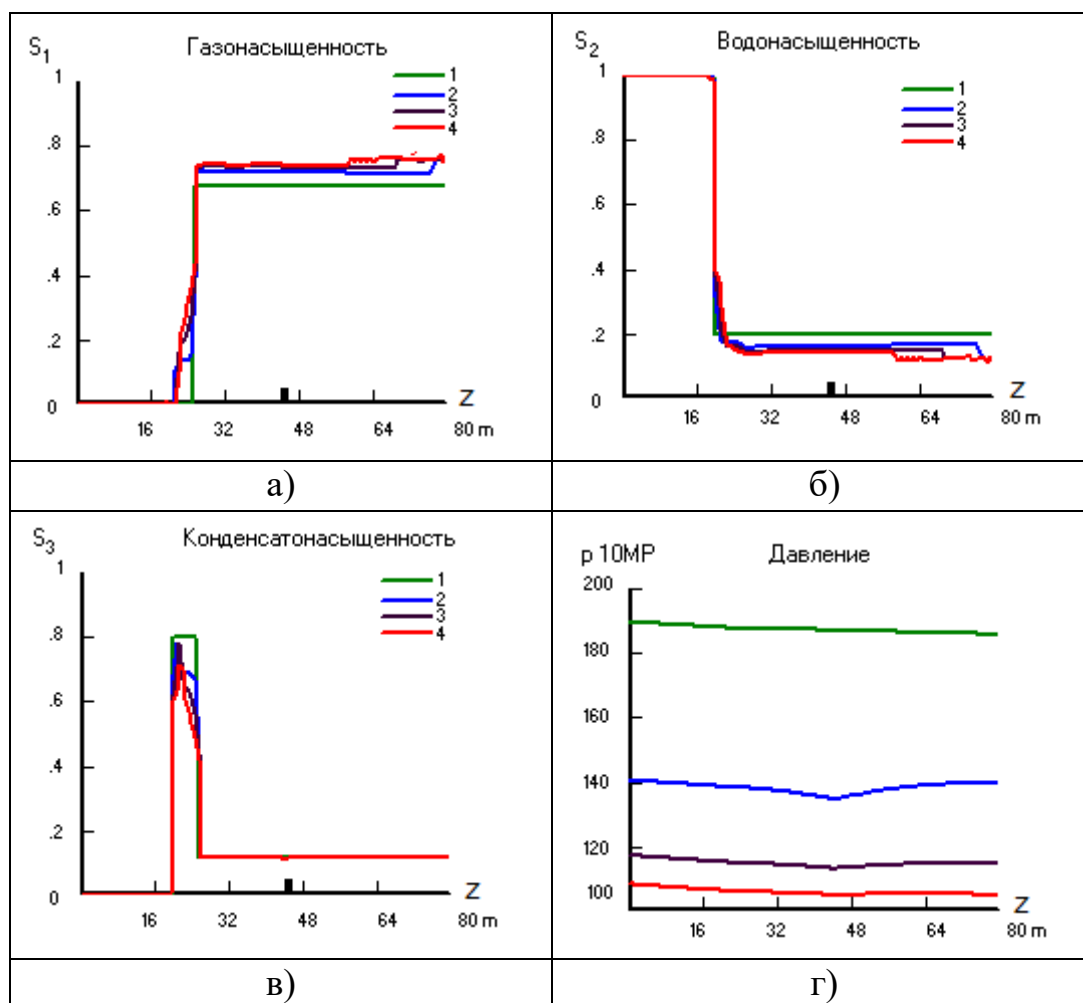 S₁ Газонасыщенность
1
1
2
3
4
.8
.6
.4
.2
0
Z
16 32 48 64 80 m
а)
S₂ Водонасыщенность
1
1
2
3
4
.8
.6
.4
.2
0
Z
16 32 48 64 80 m
б)
S₃ Конденсатонасыщенность
1
1
2
3
4
.8
.6
.4
.2
0
Z
16 32 48 64 80 m
в)
p 10MP Давление
200
180
160
140
120
100
Z
16 32 48 64 80 m
г)